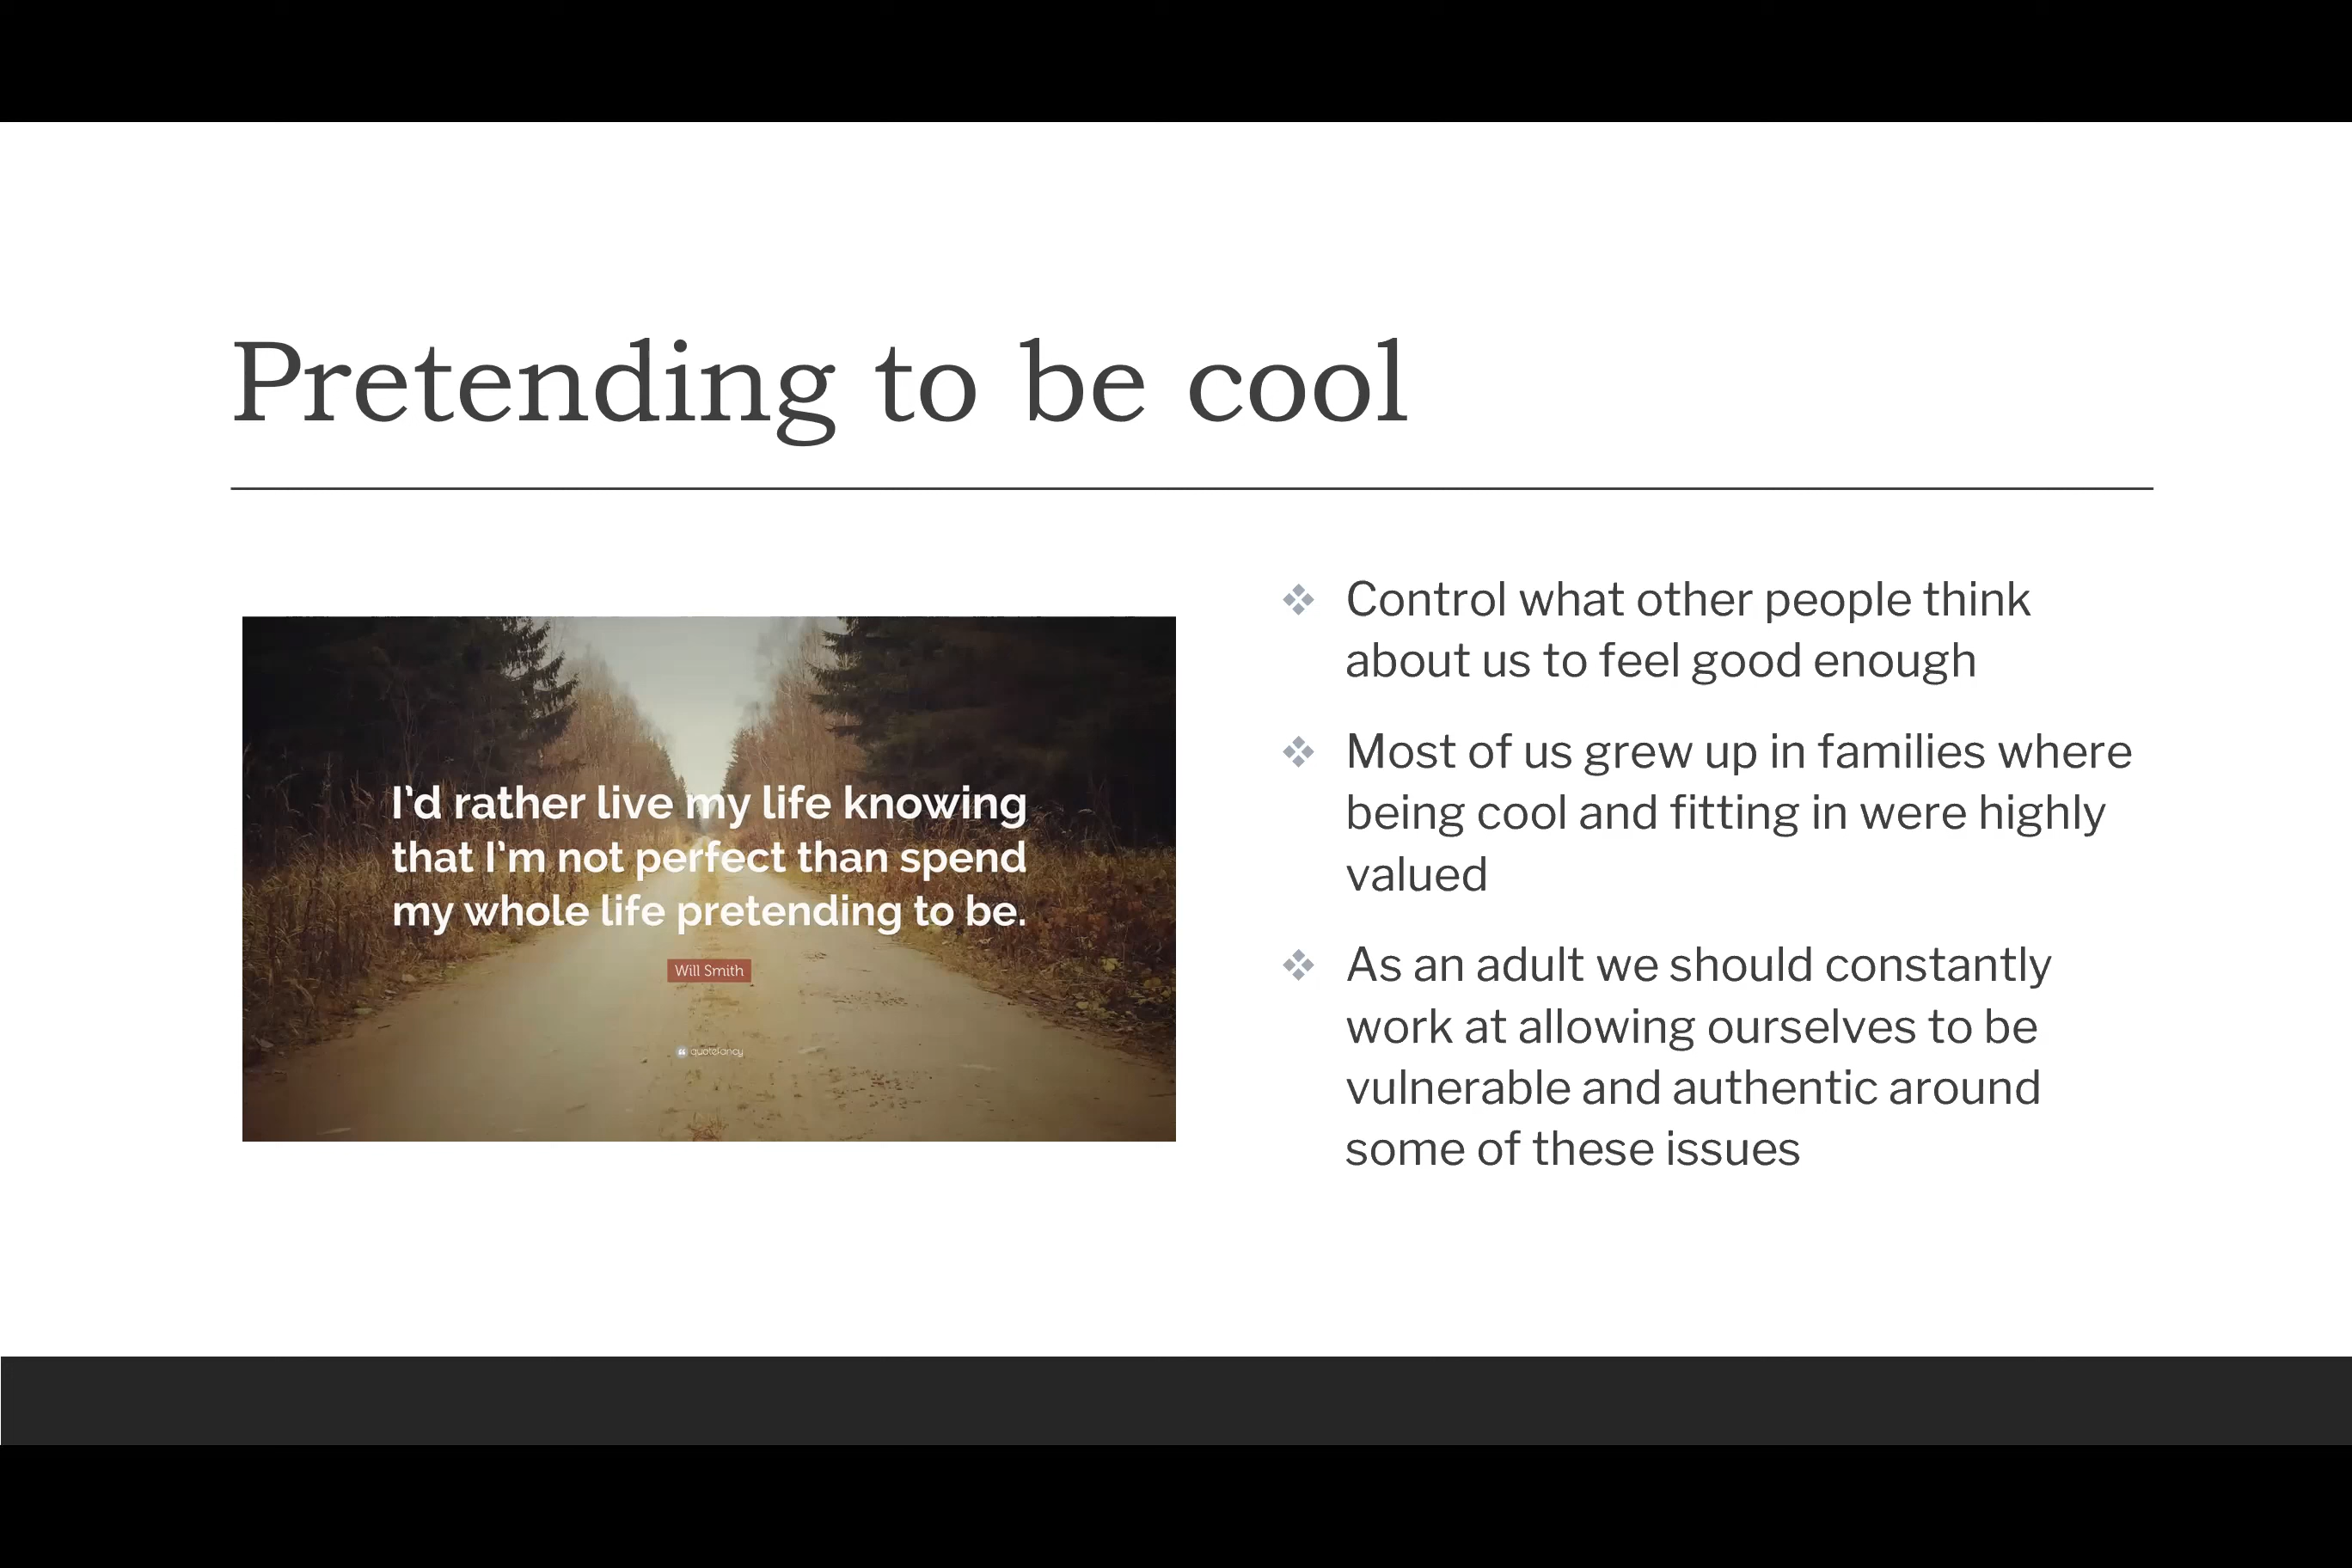 Pretending to be cool
I'd rather live my life knowing
that I'm not perfect than spend
my whole life pretending to be.
Will Smith
quotefancy
❖ Control what other people think
about us to feel good enough
❖ Most of us grew up in families where
being cool and fitting in were highly
valued
❖ As an adult we should constantly
work at allowing ourselves to be
vulnerable and authentic around
some of these issues